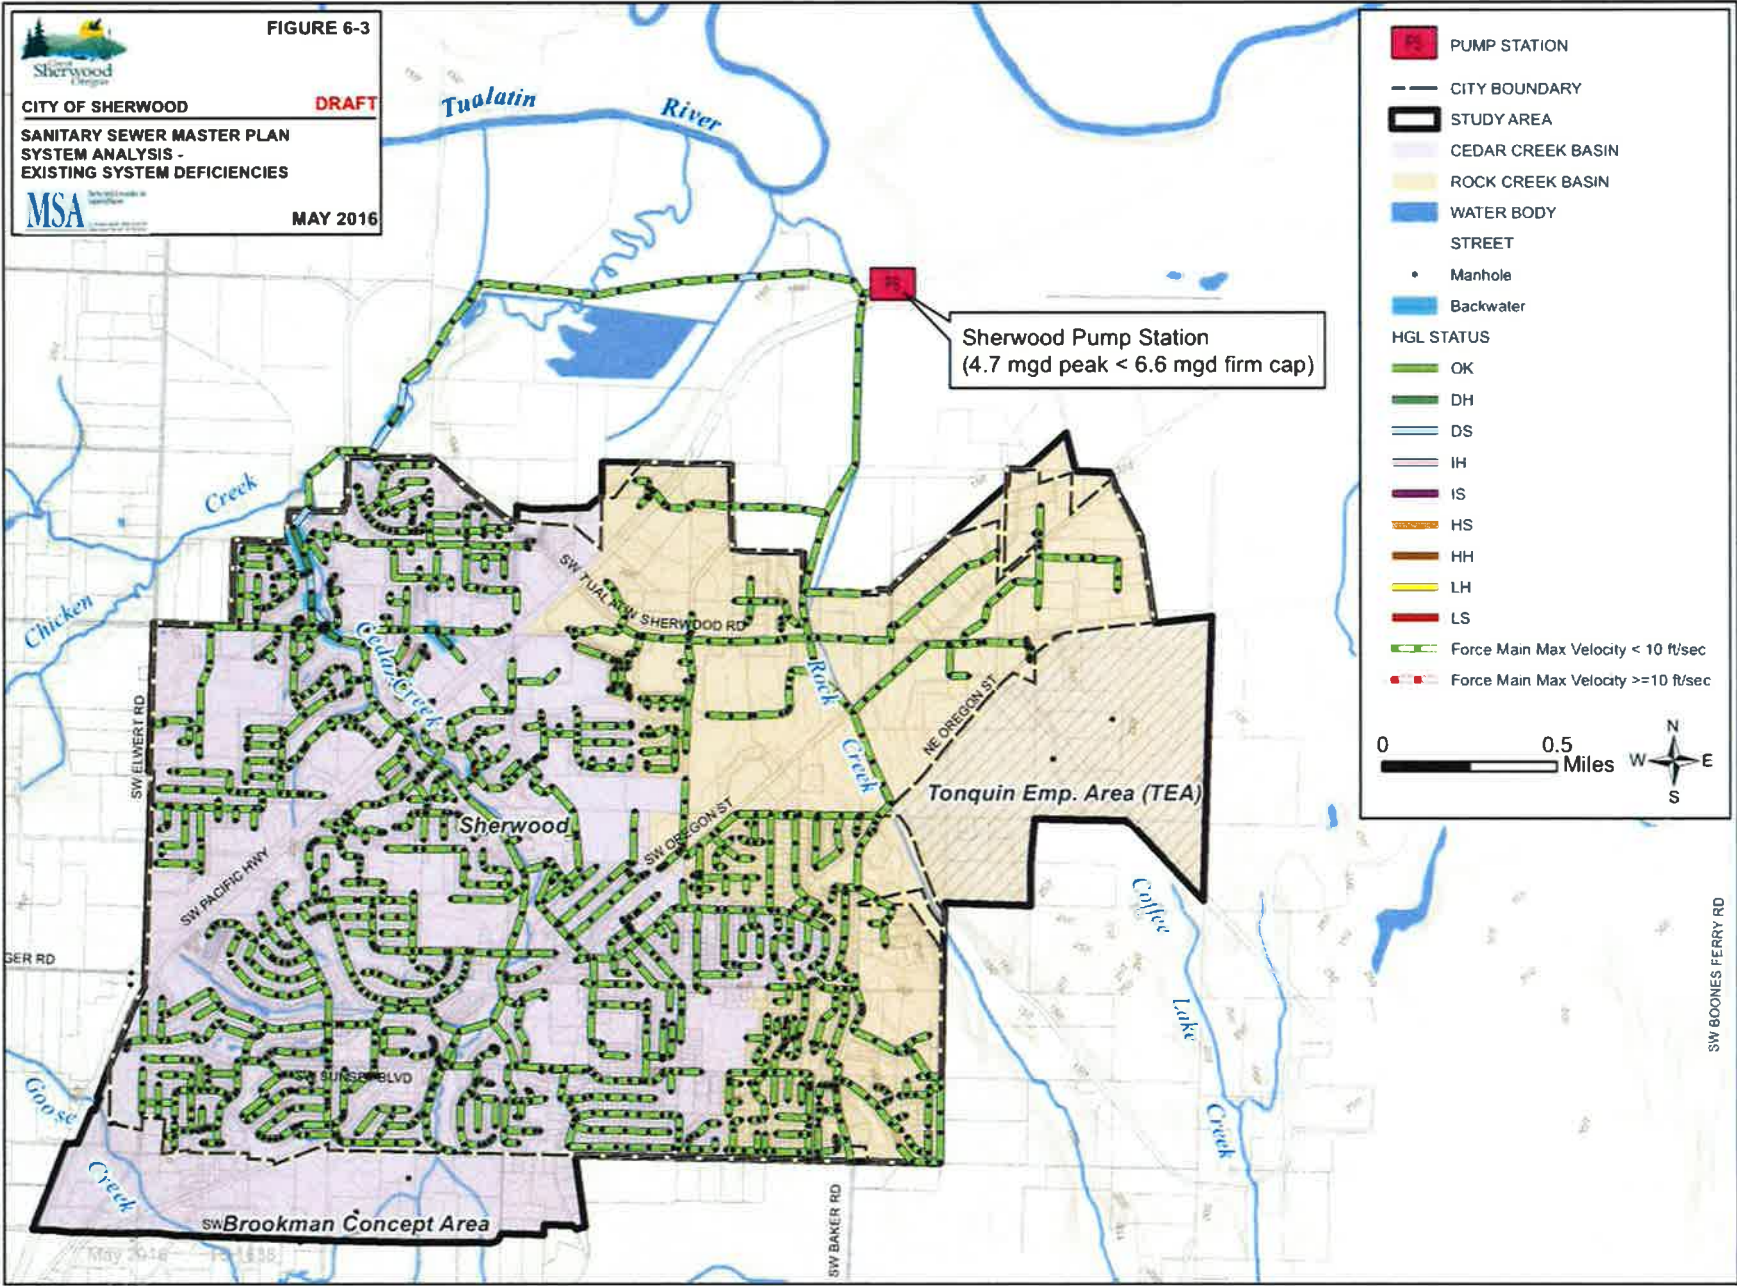 FIGURE 6-3
Sherwood
Oregon
CITY OF SHERWOOD
DRAFT
SANITARY SEWER MASTER PLAN
SYSTEM ANALYSIS -
EXISTING SYSTEM DEFICIENCIES
MSA
MAY 2016
PS PUMP STATION
CITY BOUNDARY
STUDY AREA
CEDAR CREEK BASIN
ROCK CREEK BASIN
WATER BODY
STREET
Manhole
Backwater
HGL STATUS
OK
DH
DS
IH
IS
HS
HH
LH
LS
Force Main Max Velocity < 10 ft/sec
Force Main Max Velocity >=10 ft/sec
0 0.5
Miles
N
W E
S
Tualatin River
PS
Sherwood Pump Station
(4.7 mgd peak < 6.6 mgd firm cap)
Chicken Creek
Cedar Creek
SW TUALATIN SHERWOOD RD
Rock Creek
SW ELWERT RD
NE OREGON ST
Tonquin Emp. Area (TEA)
Sherwood
SW OREGON ST
SW PACIFIC HWY
GER RD
Coffee Lake Creek
SW BOONES FERRY RD
SW SUNSET BLVD
Goose Creek
SW Brookman Concept Area
SW BAKER RD
May 2016